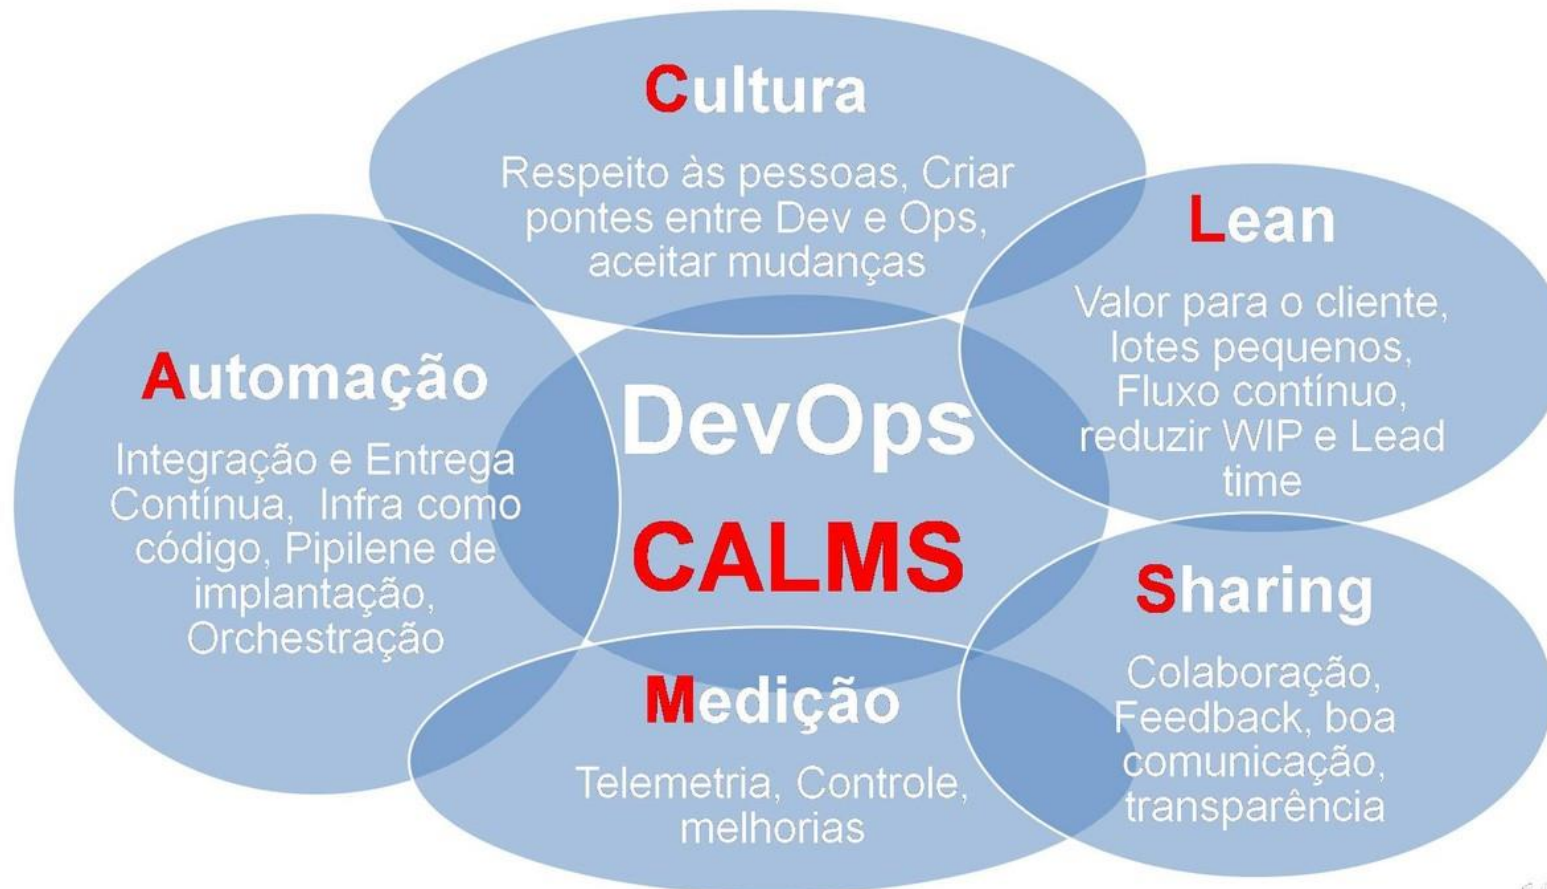 Cultura
Respeito às pessoas, Criar
pontes entre Dev e Ops,
aceitar mudanças
Automação
Integração e Entrega
Contínua, Infra como
código, Pipilene de
implantação,
Orchestração
DevOps
CALMS
Lean
Valor para o cliente,
lotes pequenos,
Fluxo contínuo,
reduzir WIP e Lead
time
Medição
Telemetria, Controle,
melhorias
Sharing
Colaboração,
Feedback, boa
comunicação,
transparência